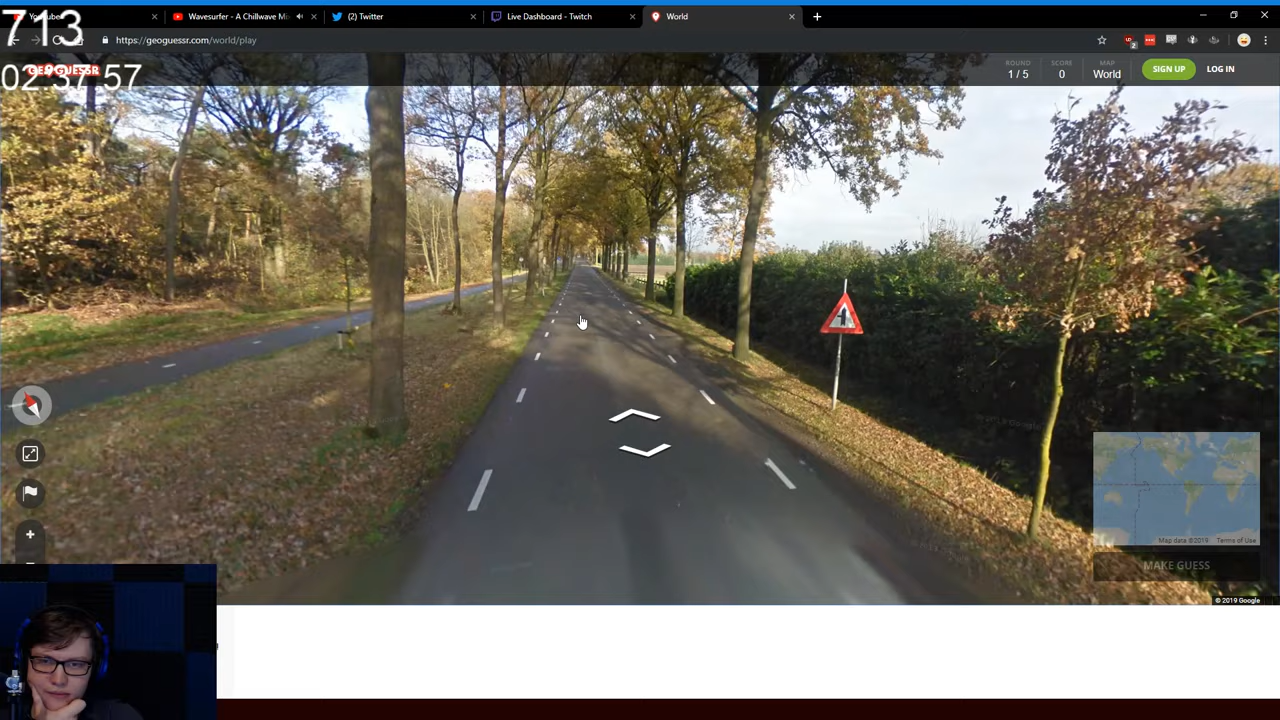 713
02:37:57
Wavesurfer - A Chillwave Mi
(2) Twitter
Live Dashboard - Twitch
World
https://geoguessr.com/world/play
GEOGUESSR
ROUND
1 / 5
SCORE
0
MAP
World
SIGN UP
LOG IN
Map data ©2019
Terms of Use
MAKE GUESS
© 2019 Google